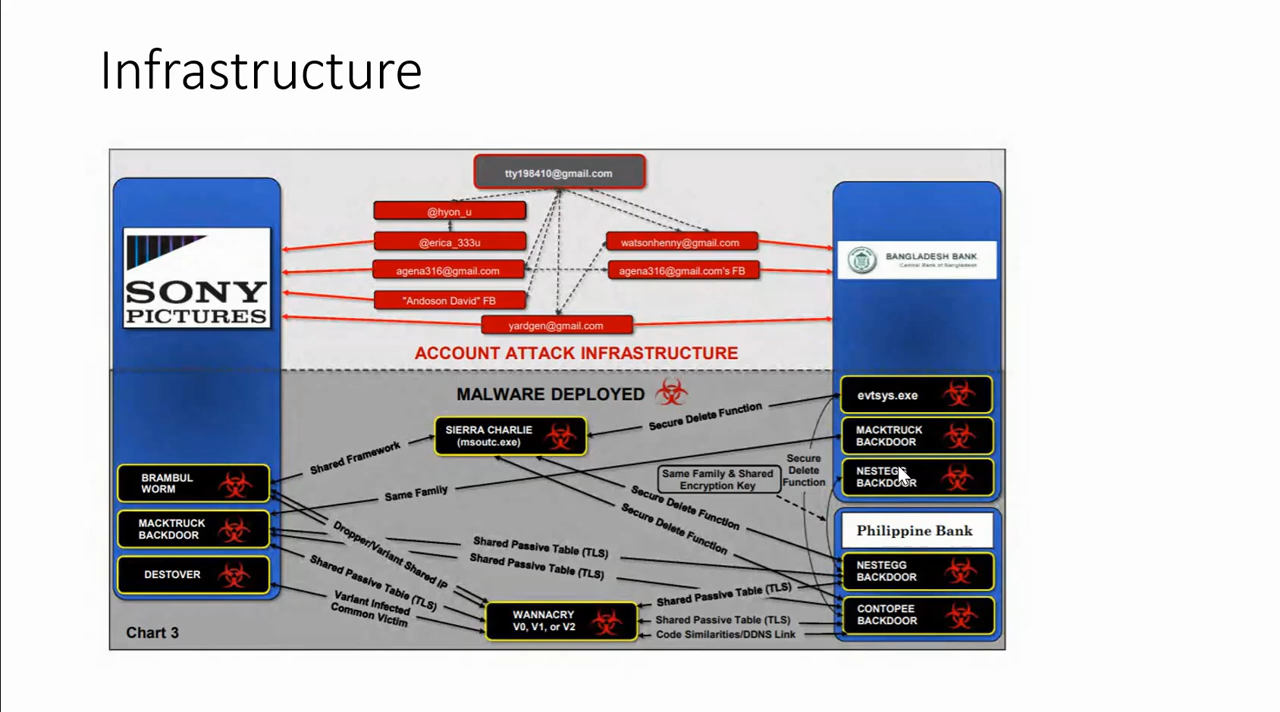 Infrastructure
tty198410@gmail.com
@hyon_u
@erica_333u
watsonhenny@gmail.com
agena316@gmail.com
agena316@gmail.com's FB
"Andoson David" FB
yardgen@gmail.com
SONY
PICTURES
BANGLADESH BANK
Central Bank of Bangladesh
ACCOUNT ATTACK INFRASTRUCTURE
MALWARE DEPLOYED
evtsys.exe
SIERRA CHARLIE
(msoutc.exe)
Secure Delete Function
MACKTRUCK
BACKDOOR
Shared Framework
Secure
Delete
Function
NESTEGG
BACKDOOR
BRAMBUL
WORM
Same Family
Same Family & Shared
Encryption Key
Secure Delete Function
Secure Delete Function
MACKTRUCK
BACKDOOR
Philippine Bank
Dropper/Variant Shared IP
Shared Passive Table (TLS)
Shared Passive Table (TLS)
NESTEGG
BACKDOOR
DESTOVER
Shared Passive Table (TLS)
Shared Passive Table (TLS)
Variant Infected
Common Victim
WANNACRY
V0, V1, or V2
CONTOPEE
BACKDOOR
Shared Passive Table (TLS)
Code Similarities/DDNS Link
Chart 3